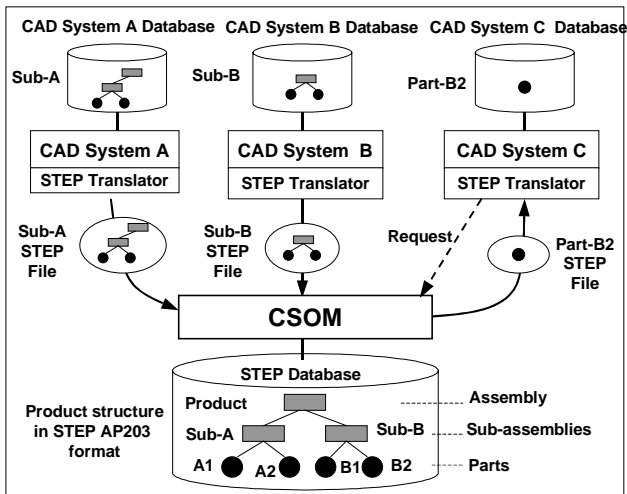 CAD System A Database
CAD System B Database
CAD System C Database
Sub-A
Sub-B
Part-B2
CAD System A
STEP Translator
CAD System B
STEP Translator
CAD System C
STEP Translator
Sub-A
STEP
File
Sub-B
STEP
File
Request
Part-B2
STEP
File
CSOM
STEP Database
Product structure
in STEP AP203
format
Product
Assembly
Sub-A
Sub-B
Sub-assemblies
A1
A2
B1
B2
Parts